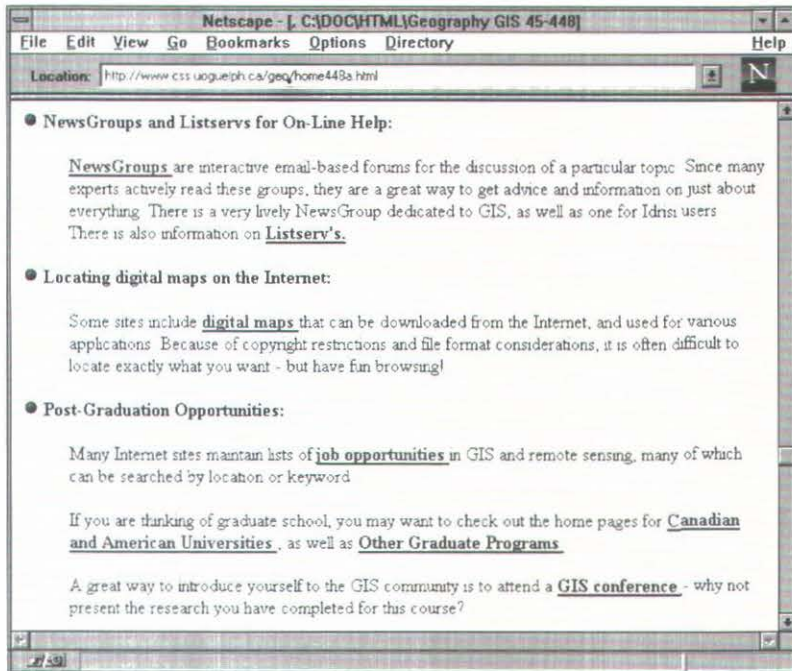 Netscape - [, C:\DOC\HTML\Geography GIS 45-448]
File Edit View Go Bookmarks Options Directory Help
Location: http://www.css.uoguelph.ca/geo/home448a.html
N
NewsGroups and Listservs for On-Line Help:
NewsGroups are interactive email-based forums for the discussion of a particular topic. Since many
experts actively read these groups, they are a great way to get advice and information on just about
everything. There is a very lively NewsGroup dedicated to GIS, as well as one for Idrisi users.
There is also information on Listserv's.
Locating digital maps on the Internet:
Some sites include digital maps that can be downloaded from the Internet, and used for various
applications. Because of copyright restrictions and file format considerations, it is often difficult to
locate exactly what you want - but have fun browsing!
Post-Graduation Opportunities:
Many Internet sites maintain lists of job opportunities in GIS and remote sensing, many of which
can be searched by location or keyword.
If you are thinking of graduate school, you may want to check out the home pages for Canadian
and American Universities , as well as Other Graduate Programs.
A great way to introduce yourself to the GIS community is to attend a GIS conference - why not
present the research you have completed for this course?